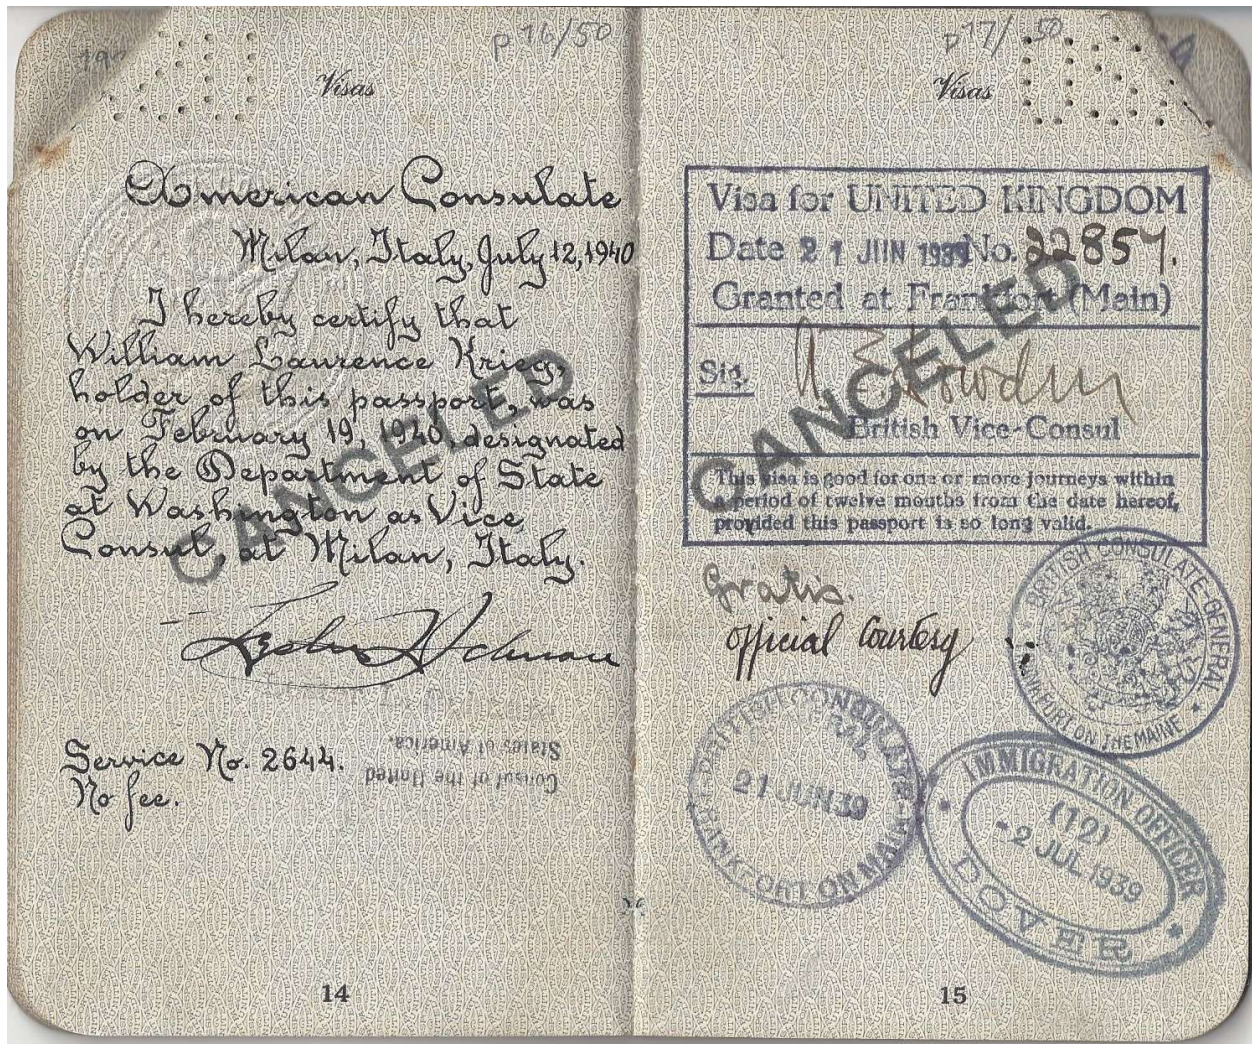 p 16/50
Visas
American Consulate
Milan, Italy, July 12, 1940
I hereby certify that
William Laurence Krieg,
holder of this passport, was
on February 19, 1940, designated
by the Department of State
at Washington as Vice
Consul, at Milan, Italy.
CANCELED
Service No. 2644.
No fee.
Consul of the United
States of America.
14
p 17/50
Visas
Visa for UNITED KINGDOM
Date 21 JUN 1939 No. 22857.
Granted at Frankfort (Main)
Sig.
British Vice-Consul
This visa is good for one or more journeys within
a period of twelve months from the date hereof,
provided this passport is so long valid.
CANCELED
Gratis.
Official Courtesy
BRITISH CONSULATE-GENERAL
FRANKFORT ON THE MAINE
BRITISH CONSULATE-GENERAL
21 JUN 39
FRANKFORT ON MAIN
IMMIGRATION OFFICER
(12)
-2 JUL 1939
DOVER
15